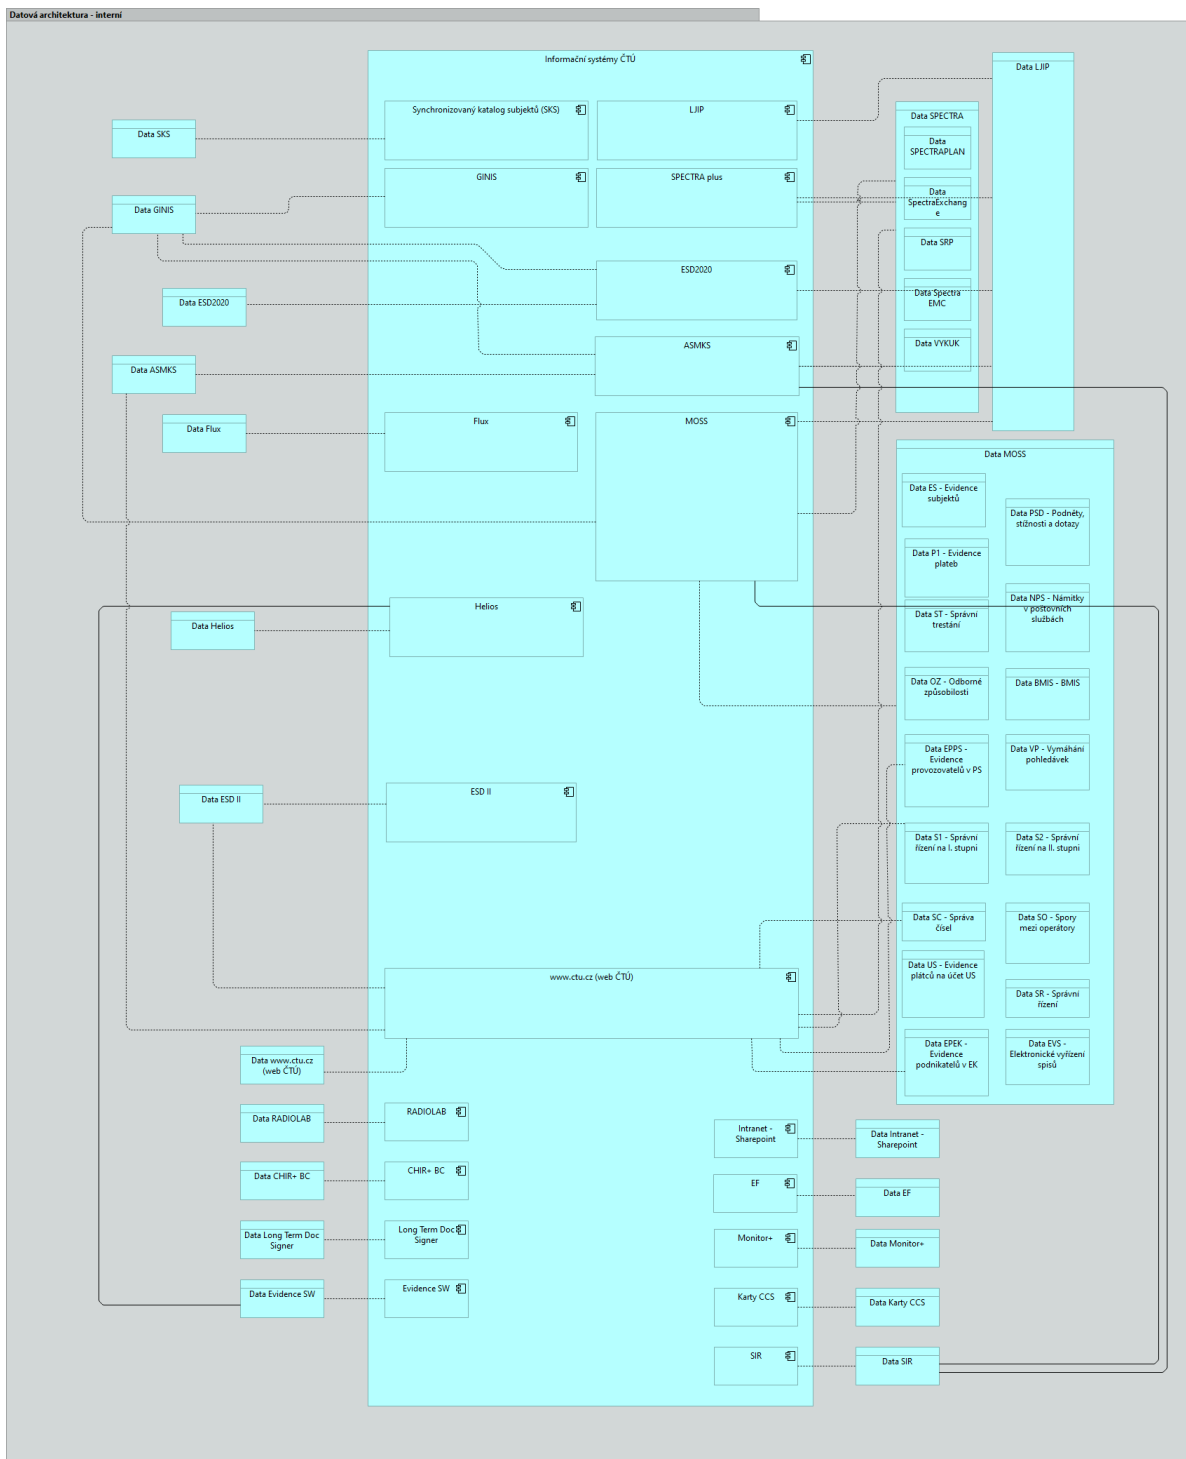 Datová architektura - interní
Informační systémy ČTÚ
Synchronizovaný katalog subjektů (SKS)
LJIP
Data LJIP
Data SPECTRA
Data
SPECTRAPLAN
Data SKS
GINIS
SPECTRA plus
Data
SpectraExchang
e
Data GINIS
Data SRP
ESD2020
Data ESD2020
Data Spectra
EMC
ASMKS
Data VYKUK
Data ASMKS
Flux
MOSS
Data Flux
Data MOSS
Data ES - Evidence
subjektů
Data PSD - Podněty,
stížnosti a dotazy
Data P1 - Evidence
plateb
Helios
Data Helios
Data ST - Správní
trestání
Data NPS - Námitky
v poštovních
službách
Data OZ - Odborné
způsobilosti
Data BMIS - BMIS
Data EPPS -
Evidence
provozovatelů v PS
Data VP - Vymáhání
pohledávek
ESD II
Data ESD II
Data S1 - Správní
řízení na I. stupni
Data S2 - Správní
řízení na II. stupni
Data SC - Správa
čísel
Data SO - Spory
mezi operátory
www.ctu.cz (web ČTÚ)
Data US - Evidence
plátců na účet US
Data SR - Správní
řízení
Data www.ctu.cz
(web ČTÚ)
Data EPEK -
Evidence
podnikatelů v EK
Data EVS -
Elektronické vyřízení
spisů
Data RADIOLAB
RADIOLAB
Intranet -
Sharepoint
Data Intranet -
Sharepoint
Data CHIR+ BC
CHIR+ BC
EF
Data EF
Data Long Term Doc
Signer
Long Term Doc
Signer
Monitor+
Data Monitor+
Data Evidence SW
Evidence SW
Karty CCS
Data Karty CCS
SIR
Data SIR